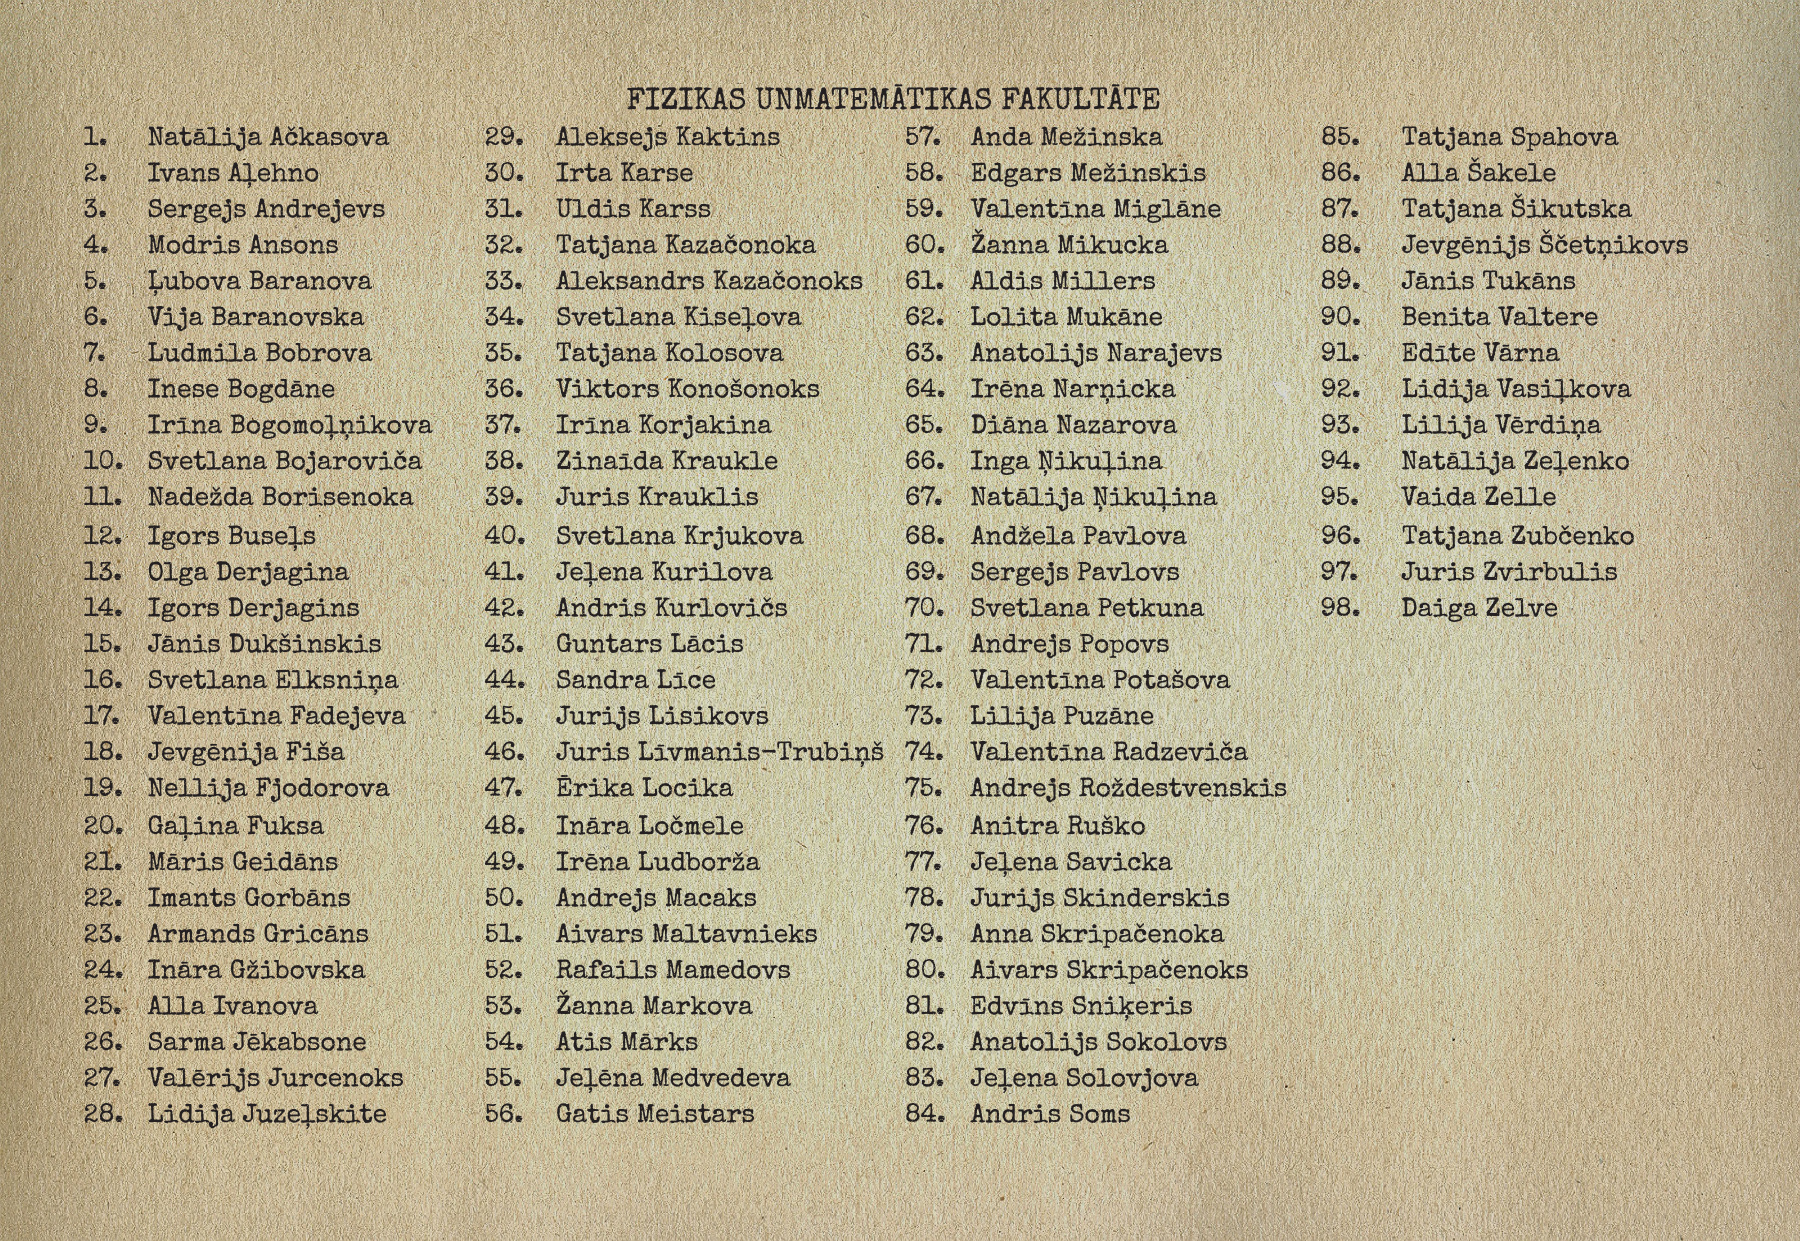 FIZIKAS UNMATEMĀTIKAS FAKULTĀTE
1. Natālija Ačkasova
2. Ivans Aļehno
3. Sergejs Andrejevs
4. Modris Ansons
5. Ļubova Baranova
6. Vija Baranovska
7. Ludmila Bobrova
8. Inese Bogdāne
9. Irīna Bogomoļņikova
10. Svetlana Bojaroviča
11. Nadežda Borisenoka
12. Igors Buseļs
13. Olga Derjagina
14. Igors Derjagins
15. Jānis Dukšinskis
16. Svetlana Elksniņa
17. Valentīna Fadejeva
18. Jevgēnija Fiša
19. Nellija Fjodorova
20. Gaļina Fuksa
21. Māris Geidāns
22. Imants Gorbāns
23. Armands Gricāns
24. Ināra Gžibovska
25. Alla Ivanova
26. Sarma Jēkabsone
27. Valērijs Jurcenoks
28. Lidija Juzeļskite
29. Aleksejs Kaktins
30. Irta Karse
31. Uldis Karss
32. Tatjana Kazačonoka
33. Aleksandrs Kazačonoks
34. Svetlana Kiseļova
35. Tatjana Kolosova
36. Viktors Konošonoks
37. Irīna Korjakina
38. Zinaīda Kraukle
39. Juris Krauklis
40. Svetlana Krjukova
41. Jeļena Kurilova
42. Andris Kurlovičs
43. Guntars Lācis
44. Sandra Līce
45. Jurijs Lisikovs
46. Juris Līvmanis-Trubiņš
47. Ērika Locika
48. Ināra Ločmele
49. Irēna Ludborža
50. Andrejs Macaks
51. Aivars Maltavnieks
52. Rafails Mamedovs
53. Žanna Markova
54. Atis Mārks
55. Jeļēna Medvedeva
56. Gatis Meistars
57. Anda Mežinska
58. Edgars Mežinskis
59. Valentīna Miglāne
60. Žanna Mikucka
61. Aldis Millers
62. Lolita Mukāne
63. Anatolijs Narajevs
64. Irēna Narņicka
65. Diāna Nazarova
66. Inga Ņikuļina
67. Natālija Ņikuļina
68. Andžela Pavlova
69. Sergejs Pavlovs
70. Svetlana Petkuna
71. Andrejs Popovs
72. Valentīna Potašova
73. Lilija Puzāne
74. Valentīna Radzeviča
75. Andrejs Roždestvenskis
76. Anitra Ruško
77. Jeļena Savicka
78. Jurijs Skinderskis
79. Anna Skripačenoka
80. Aivars Skripačenoks
81. Edvīns Sniķeris
82. Anatolijs Sokolovs
83. Jeļena Solovjova
84. Andris Soms
85. Tatjana Spahova
86. Alla Šakele
87. Tatjana Šikutska
88. Jevgēnijs Ščetņikovs
89. Jānis Tukāns
90. Benita Valtere
91. Edīte Vārna
92. Lidija Vasiļkova
93. Lilija Vērdiņa
94. Natālija Zeļenko
95. Vaida Zelle
96. Tatjana Zubčenko
97. Juris Zvirbulis
98. Daiga Zelve